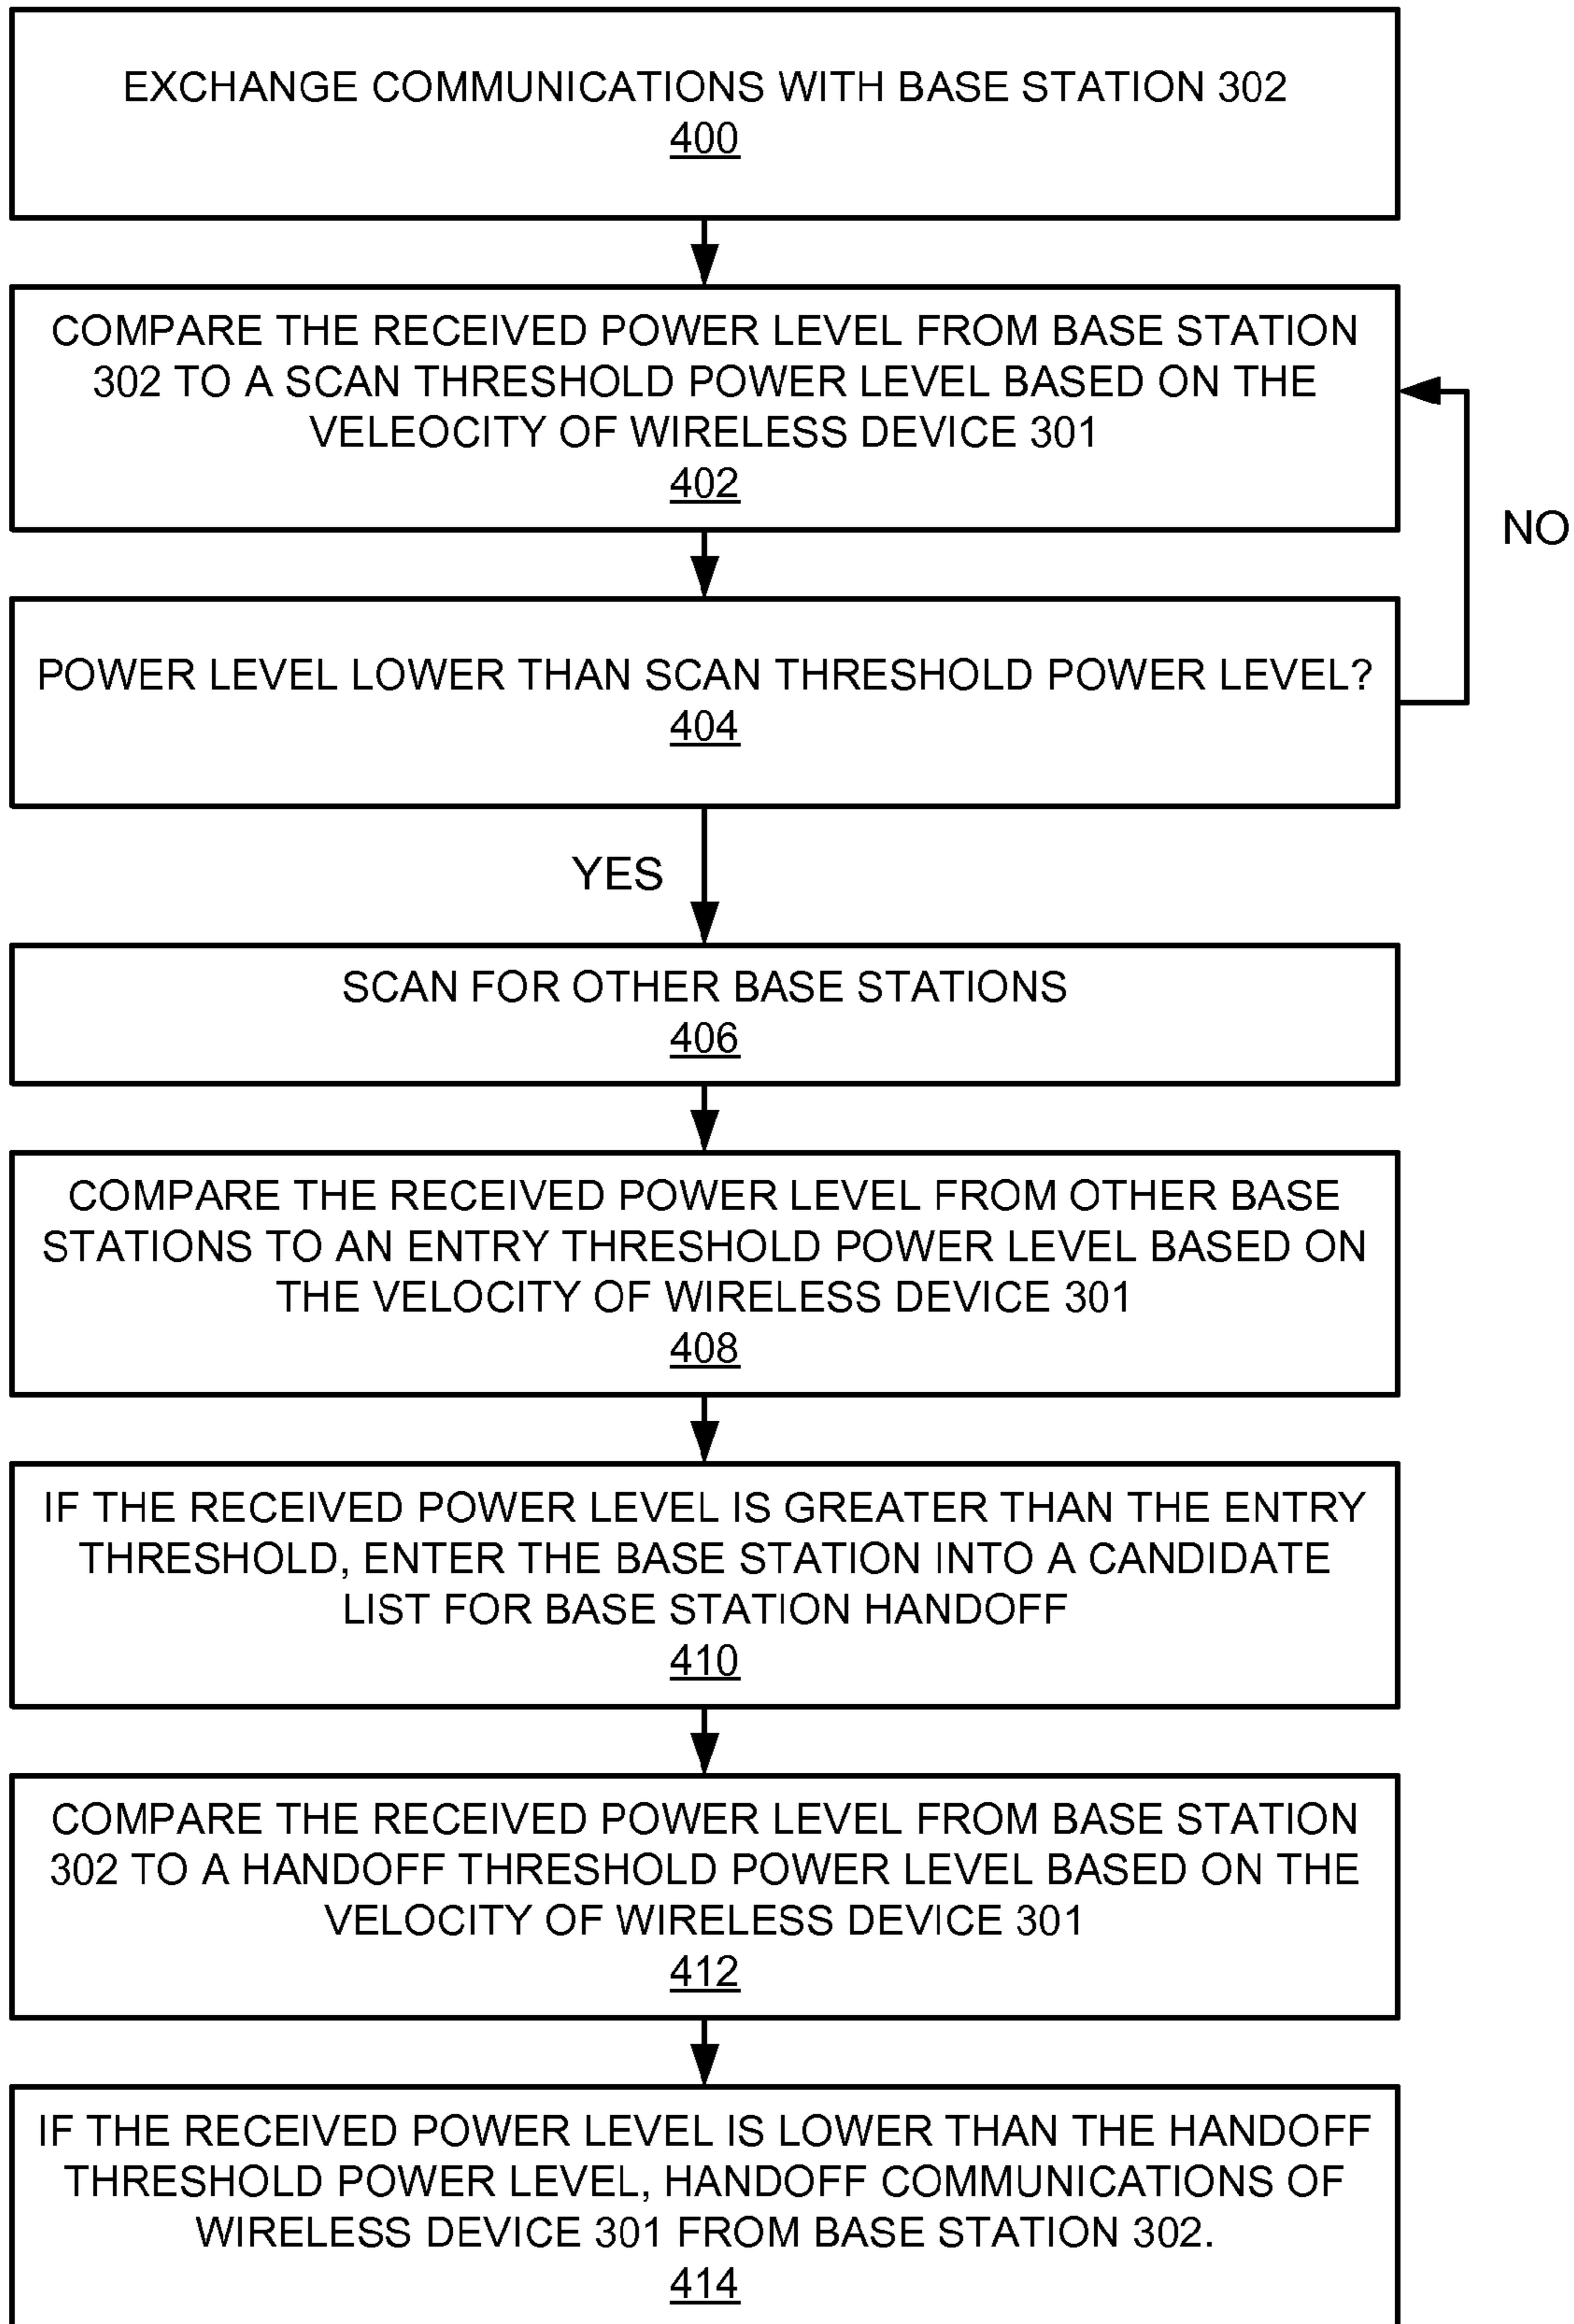 EXCHANGE COMMUNICATIONS WITH BASE STATION 302
400
COMPARE THE RECEIVED POWER LEVEL FROM BASE STATION
302 TO A SCAN THRESHOLD POWER LEVEL BASED ON THE
VELEOCITY OF WIRELESS DEVICE 301
402
NO
POWER LEVEL LOWER THAN SCAN THRESHOLD POWER LEVEL?
404
YES
SCAN FOR OTHER BASE STATIONS
406
COMPARE THE RECEIVED POWER LEVEL FROM OTHER BASE
STATIONS TO AN ENTRY THRESHOLD POWER LEVEL BASED ON
THE VELOCITY OF WIRELESS DEVICE 301
408
IF THE RECEIVED POWER LEVEL IS GREATER THAN THE ENTRY
THRESHOLD, ENTER THE BASE STATION INTO A CANDIDATE
LIST FOR BASE STATION HANDOFF
410
COMPARE THE RECEIVED POWER LEVEL FROM BASE STATION
302 TO A HANDOFF THRESHOLD POWER LEVEL BASED ON THE
VELOCITY OF WIRELESS DEVICE 301
412
IF THE RECEIVED POWER LEVEL IS LOWER THAN THE HANDOFF
THRESHOLD POWER LEVEL, HANDOFF COMMUNICATIONS OF
WIRELESS DEVICE 301 FROM BASE STATION 302.
414